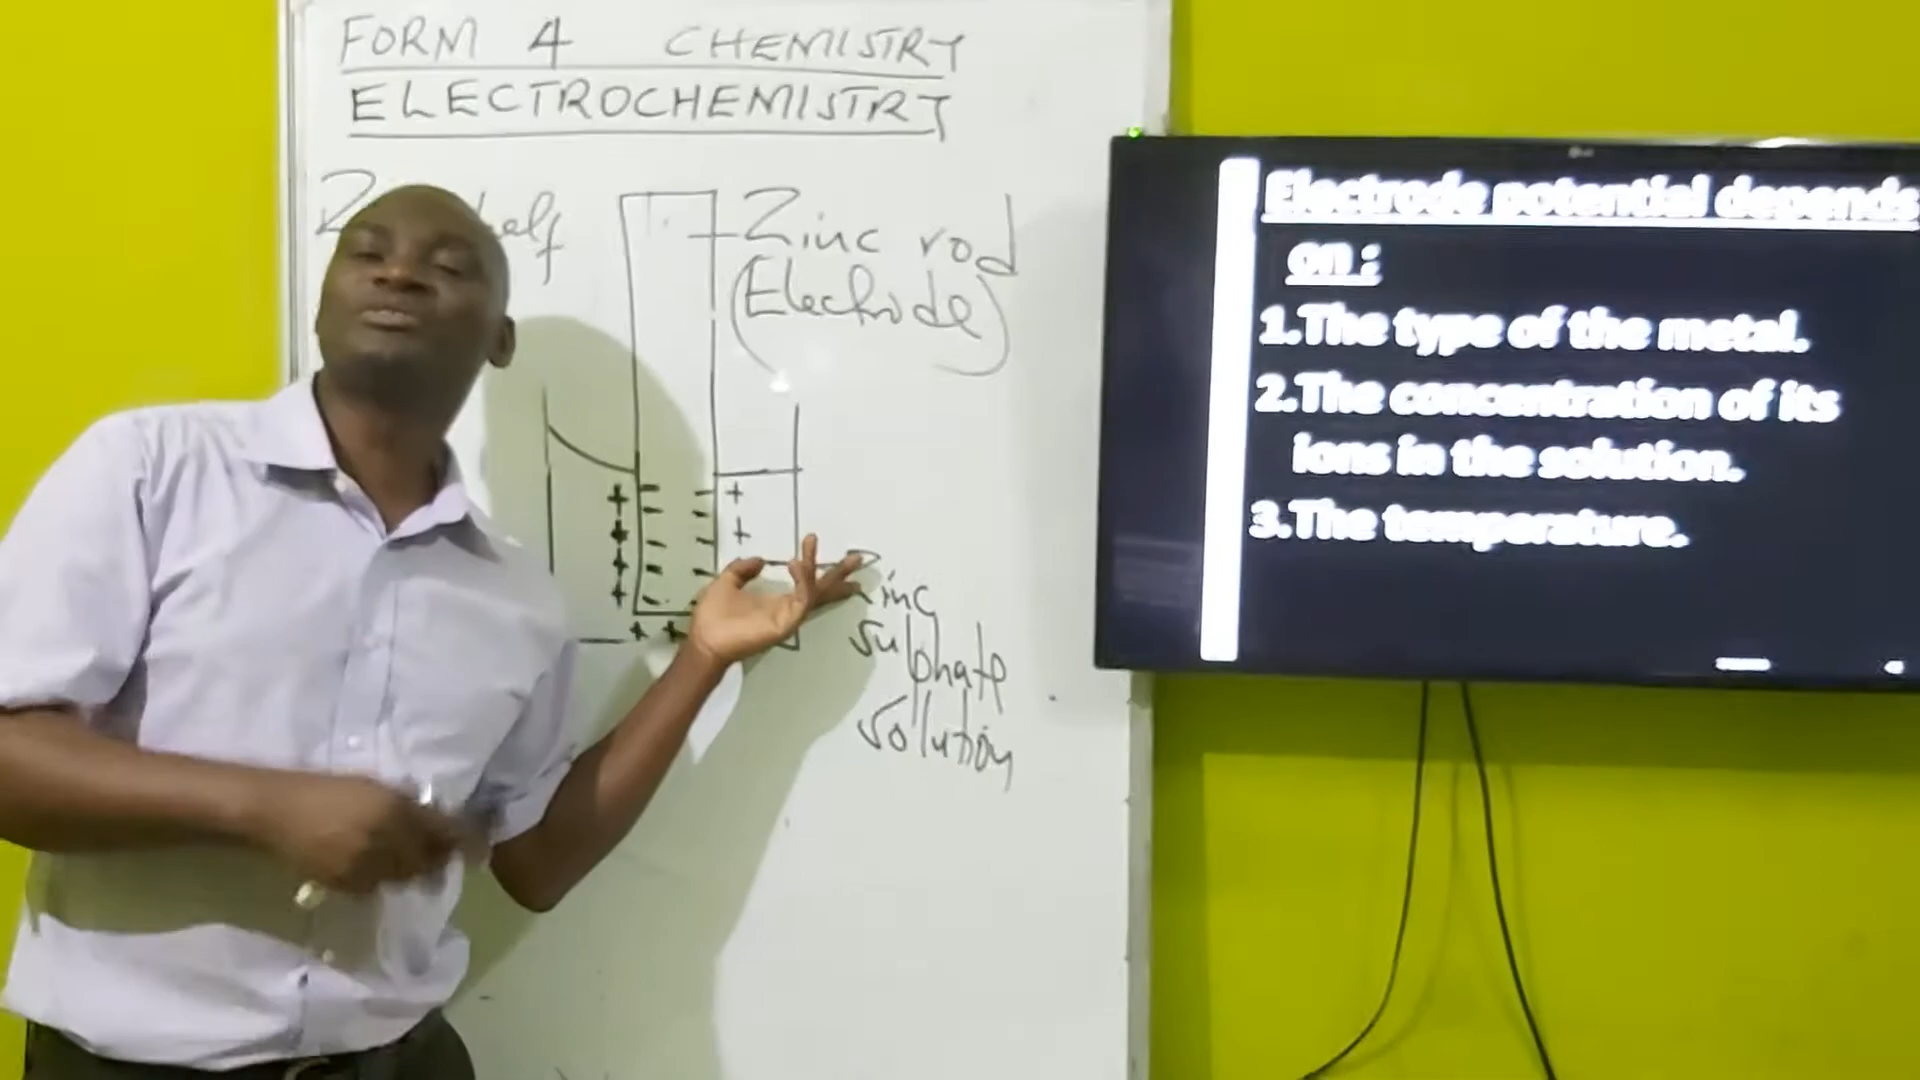 FORM 4 CHEMISTRY
ELECTROCHEMISTRY
Zinc rod
(Electrode)
Zinc
sulphate
solution
Electrode potential depends
on :
1.The type of the metal.
2.The concentration of its
ions in the solution.
3.The temperature.